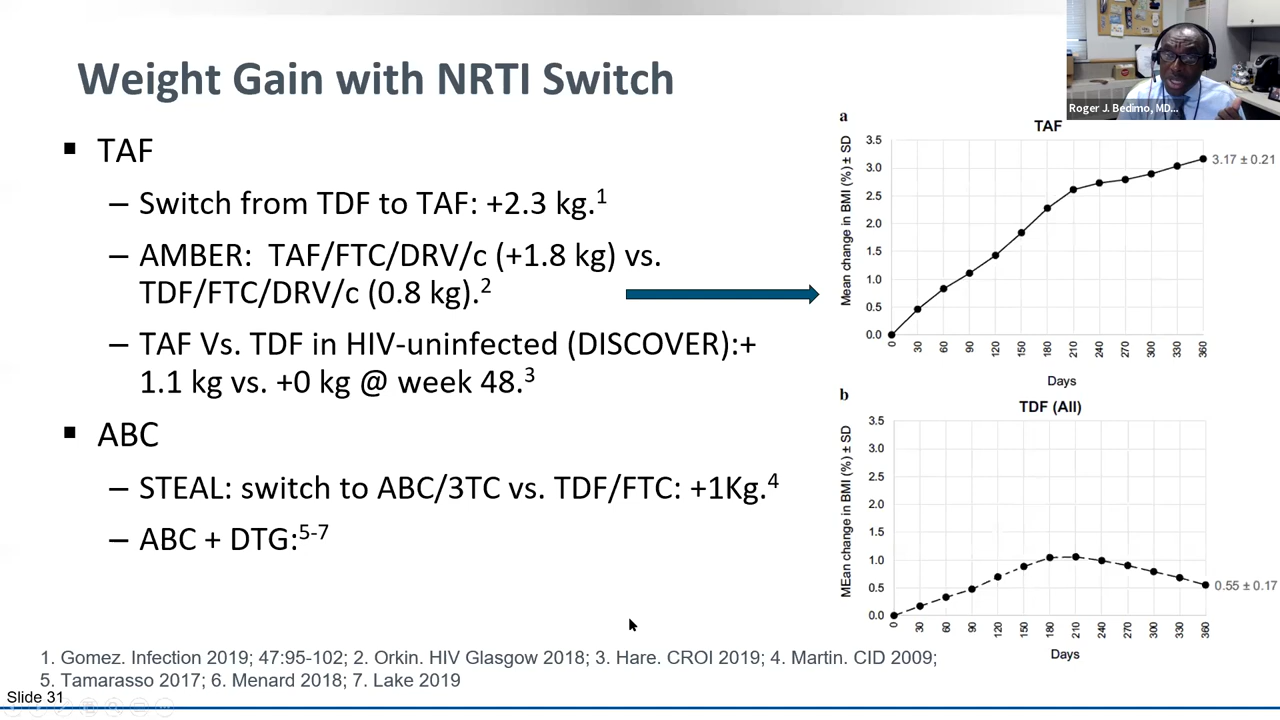 Weight Gain with NRTI Switch
Roger J. Bedimo, MD...
▪ TAF
– Switch from TDF to TAF: +2.3 kg.1
– AMBER: TAF/FTC/DRV/c (+1.8 kg) vs.
TDF/FTC/DRV/c (0.8 kg).2
– TAF Vs. TDF in HIV-uninfected (DISCOVER):+
1.1 kg vs. +0 kg @ week 48.3
▪ ABC
– STEAL: switch to ABC/3TC vs. TDF/FTC: +1Kg.4
– ABC + DTG:5-7
a
TAF
Mean change in BMI (%) ± SD
3.5
3.0
2.5
2.0
1.5
1.0
0.5
0.0
3.17 ± 0.21
0 30 60 90 120 150 180 210 240 270 300 330 360
Days
b
TDF (All)
MEan change in BMI (%) ± SD
3.5
3.0
2.5
2.0
1.5
1.0
0.5
0.0
0.55 ± 0.17
0 30 60 90 120 150 180 210 240 270 300 330 360
Days
1. Gomez. Infection 2019; 47:95-102; 2. Orkin. HIV Glasgow 2018; 3. Hare. CROI 2019; 4. Martin. CID 2009;
5. Tamarasso 2017; 6. Menard 2018; 7. Lake 2019
Slide 31